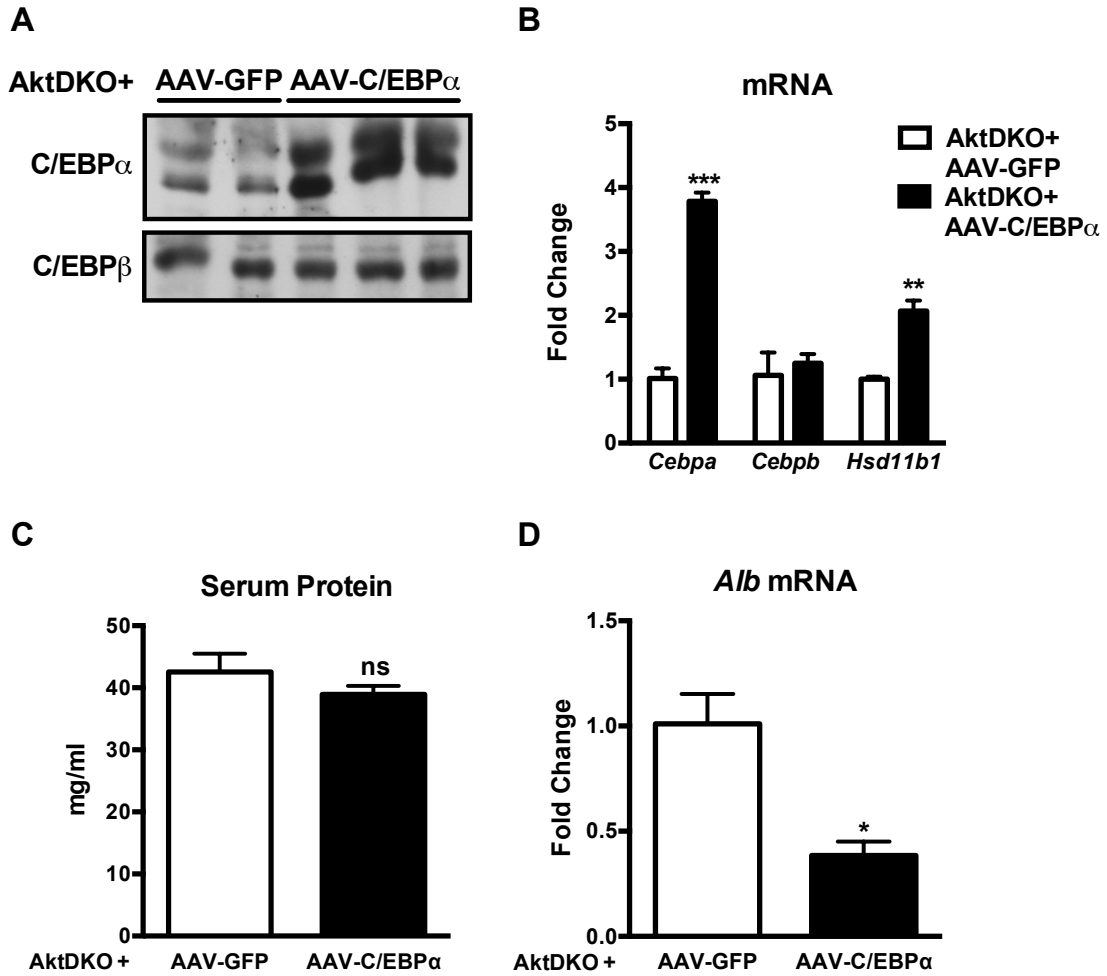 A
AktDKO+ AAV-GFP AAV-C/EBPα
C/EBPα
C/EBPβ
B
mRNA
AktDKO+
AAV-GFP
AktDKO+
AAV-C/EBPα
Fold Change
5
4
3
2
1
0
***
**
Cebpa Cebpb Hsd11b1
C
Serum Protein
mg/ml
50
40
30
20
10
0
ns
AktDKO + AAV-GFP AAV-C/EBPα
D
Alb mRNA
Fold Change
1.5
1.0
0.5
0.0
*
AktDKO + AAV-GFP AAV-C/EBPα